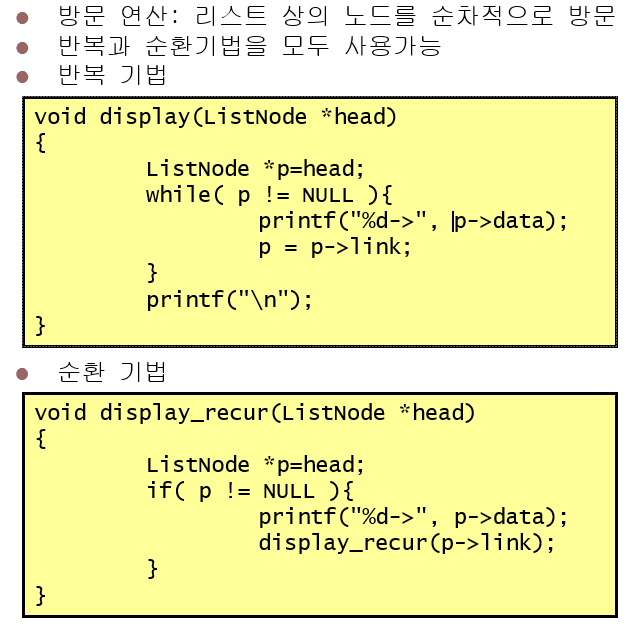 ● 방문 연산: 리스트 상의 노드를 순차적으로 방문
● 반복과 순환기법을 모두 사용가능
● 반복 기법
void display(ListNode *head)
{
ListNode *p=head;
while( p != NULL ){
printf("%d->", p->data);
p = p->link;
}
printf("\n");
}
● 순환 기법
void display_recur(ListNode *head)
{
ListNode *p=head;
if( p != NULL ){
printf("%d->", p->data);
display_recur(p->link);
}
}